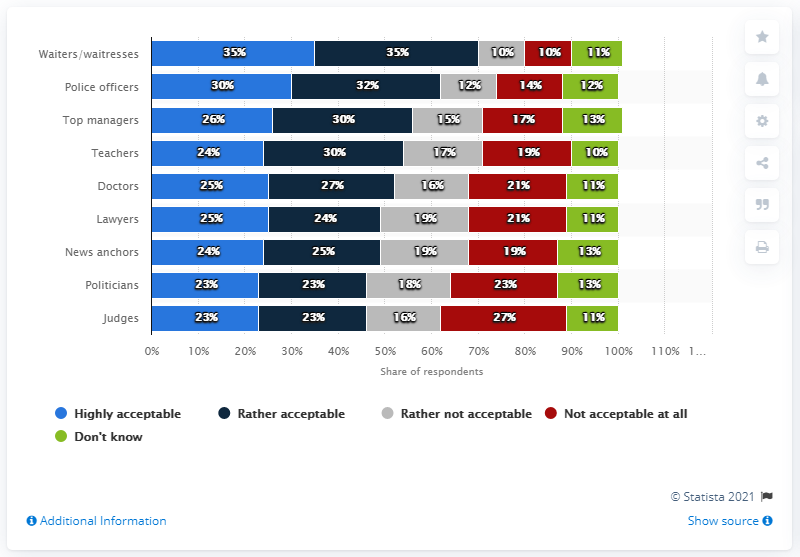 Waiters/waitresses 35% 35% 10% 10% 11%
Police officers 30% 32% 12% 14% 12%
Top managers 26% 30% 15% 17% 13%
Teachers 24% 30% 17% 19% 10%
Doctors 25% 27% 16% 21% 11%
Lawyers 25% 24% 19% 21% 11%
News anchors 24% 25% 19% 19% 13%
Politicians 23% 23% 18% 23% 13%
Judges 23% 23% 16% 27% 11%
0% 10% 20% 30% 40% 50% 60% 70% 80% 90% 100% 110% 1...
Share of respondents
Highly acceptable Rather acceptable Rather not acceptable Not acceptable at all
Don't know
© Statista 2021
Additional Information Show source